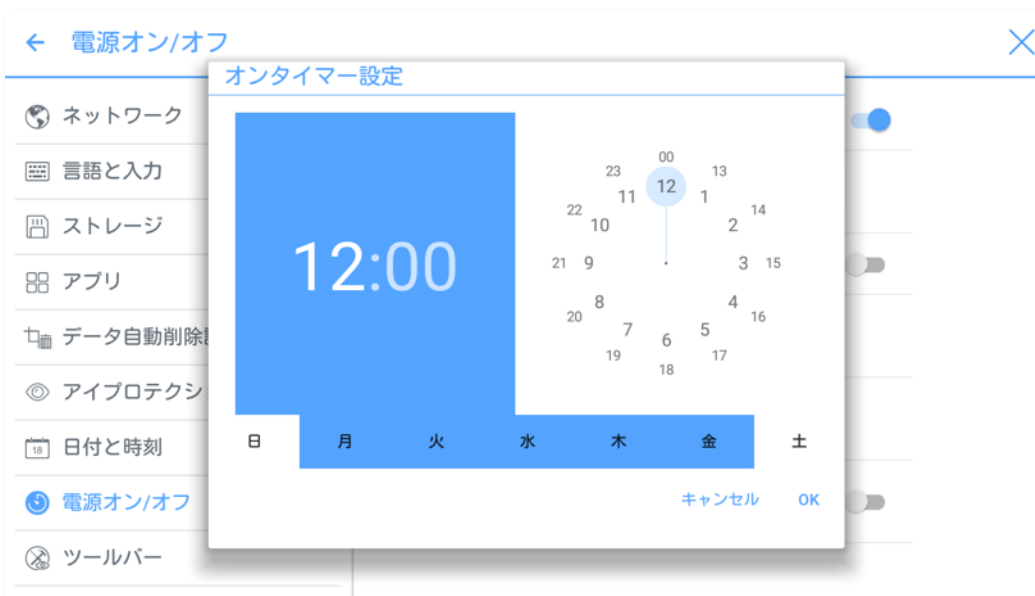 電源オン/オフ
オンタイマー設定
ネットワーク
言語と入力
ストレージ
アプリ
データ自動削除
アイプロテクシ
18
日付と時刻
電源オン/オフ
ツールバー
12:00
00
23
13
12
11
1
22
14
10
2
21
9
3
15
8
4
20
16
7
5
6
19
17
18
日 月 火 水 木 金 土
キャンセル OK